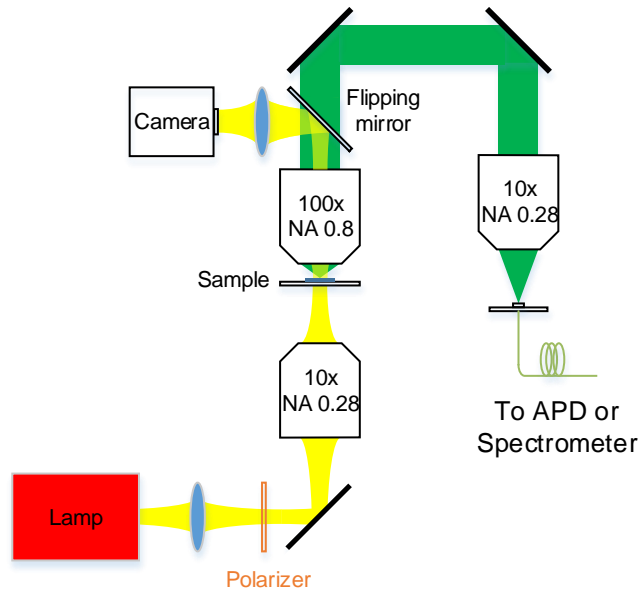 Camera
Flipping
mirror
100x
NA 0.8
10x
NA 0.28
Sample
10x
NA 0.28
To APD or
Spectrometer
Lamp
Polarizer